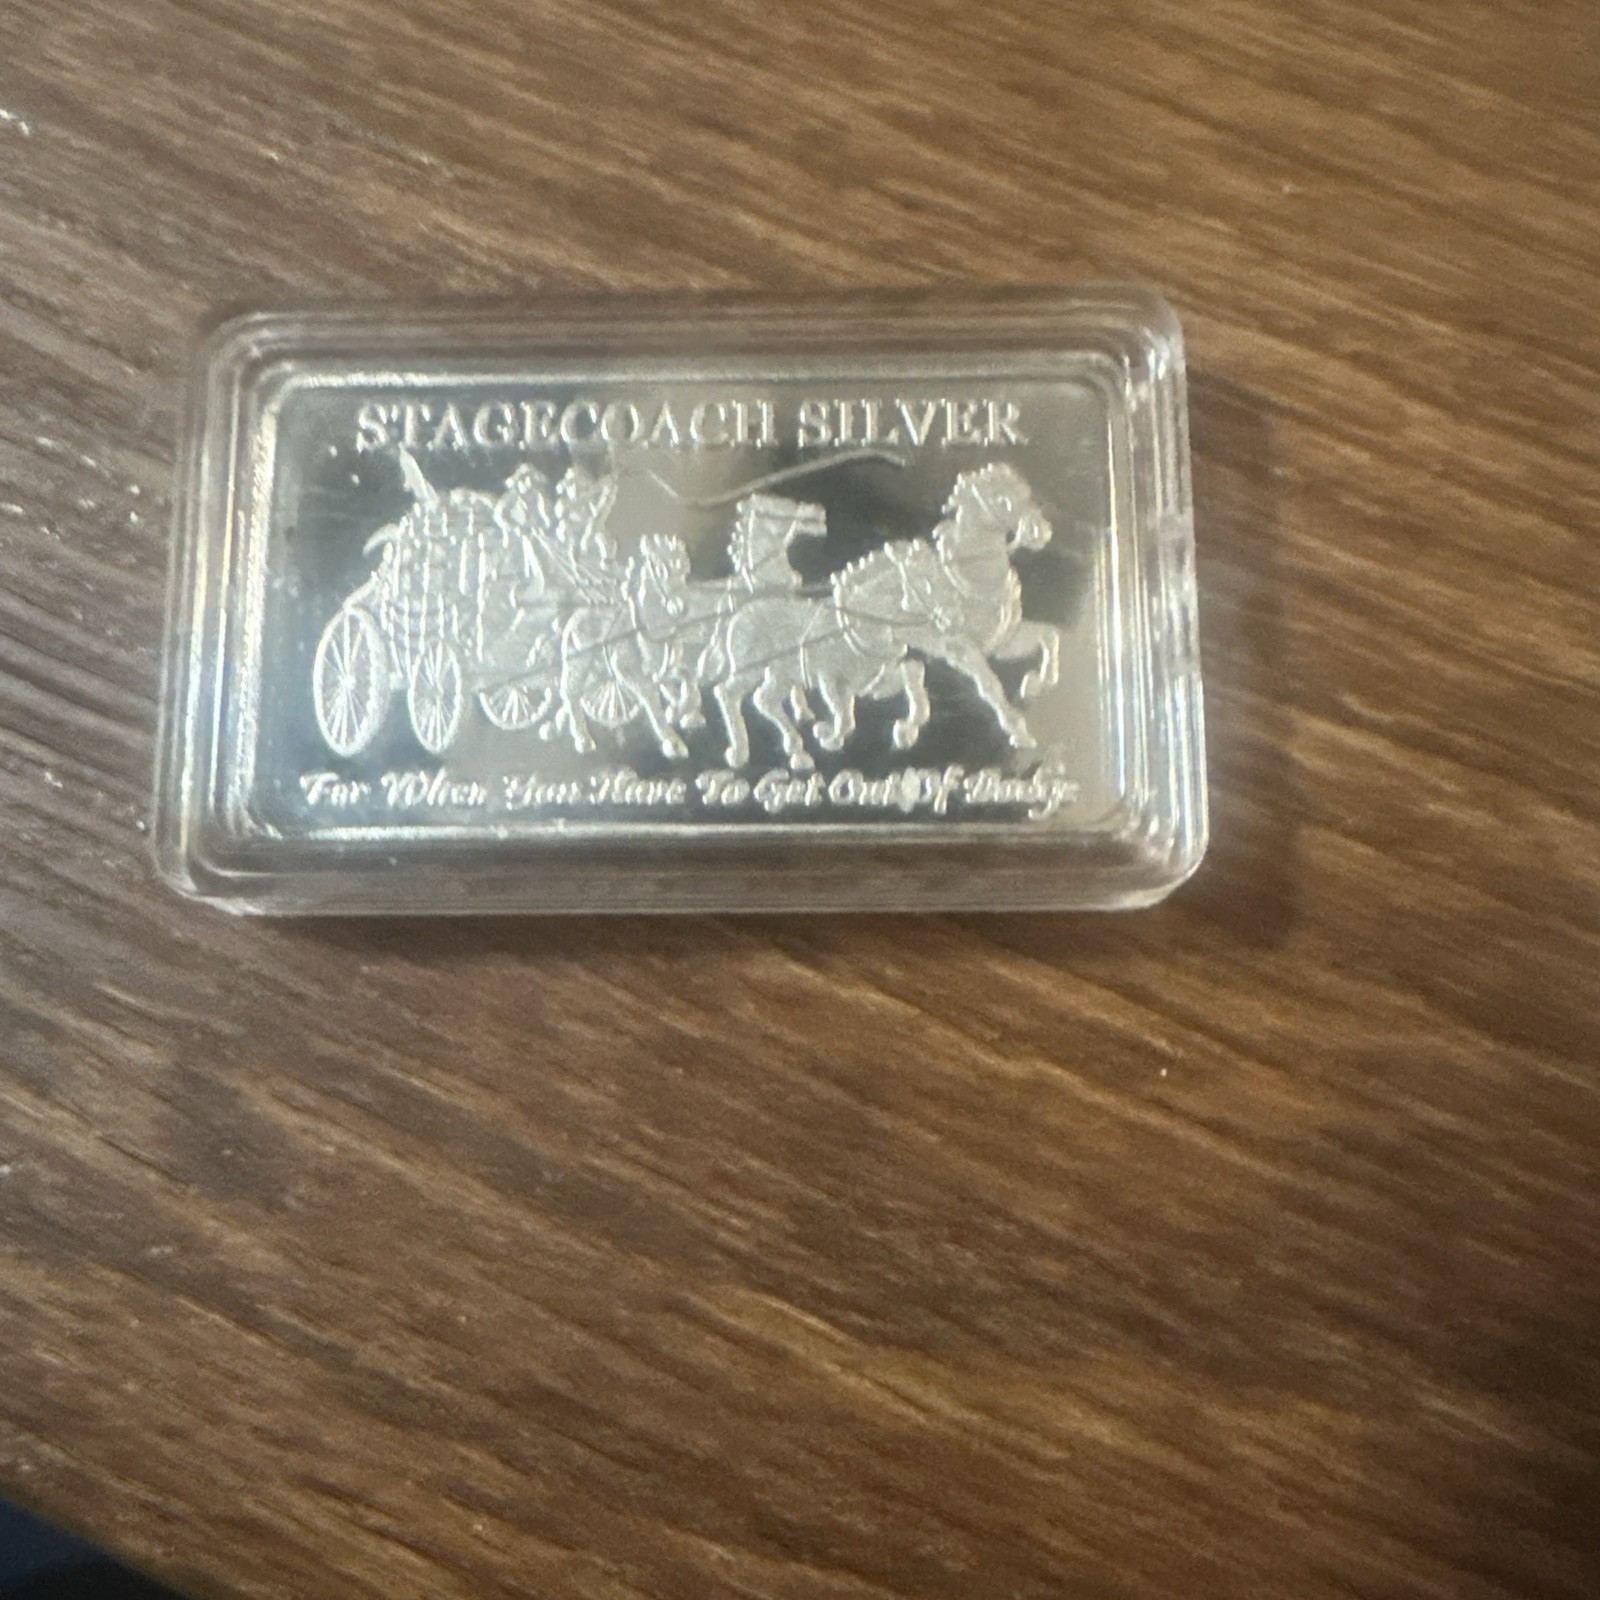 STAGECOACH SILVER
For When You Have To Get Out Of Dodge